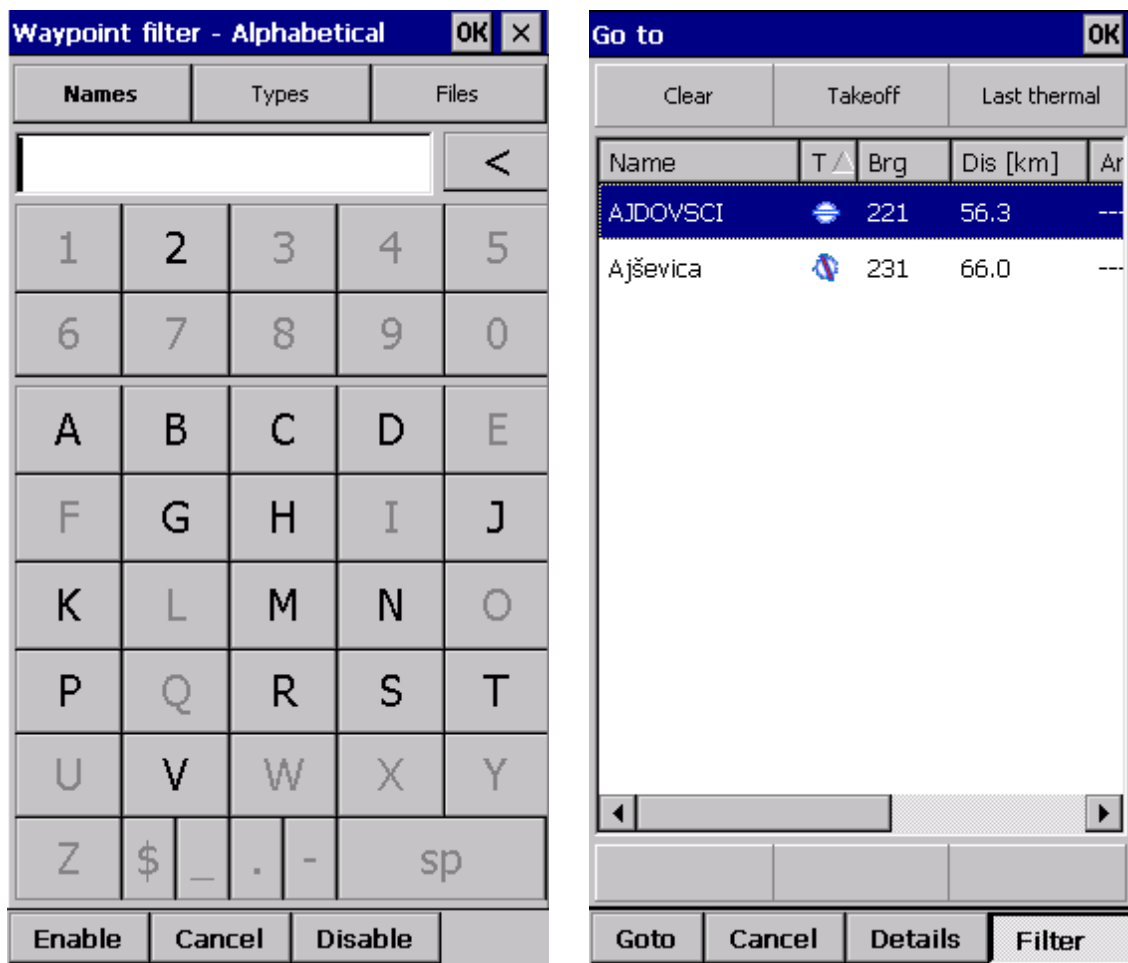 Waypoint filter - Alphabetical OK ×
Names Types Files
<
1 2 3 4 5
6 7 8 9 0
A B C D E
F G H I J
K L M N O
P Q R S T
U V W X Y
Z $ _ . - sp
Enable Cancel Disable
Go to OK
Clear Takeoff Last thermal
Name T Brg Dis [km] Ar
AJDOVSCI 221 56.3 ---
Ajševica 231 66.0 ---
Goto Cancel Details Filter